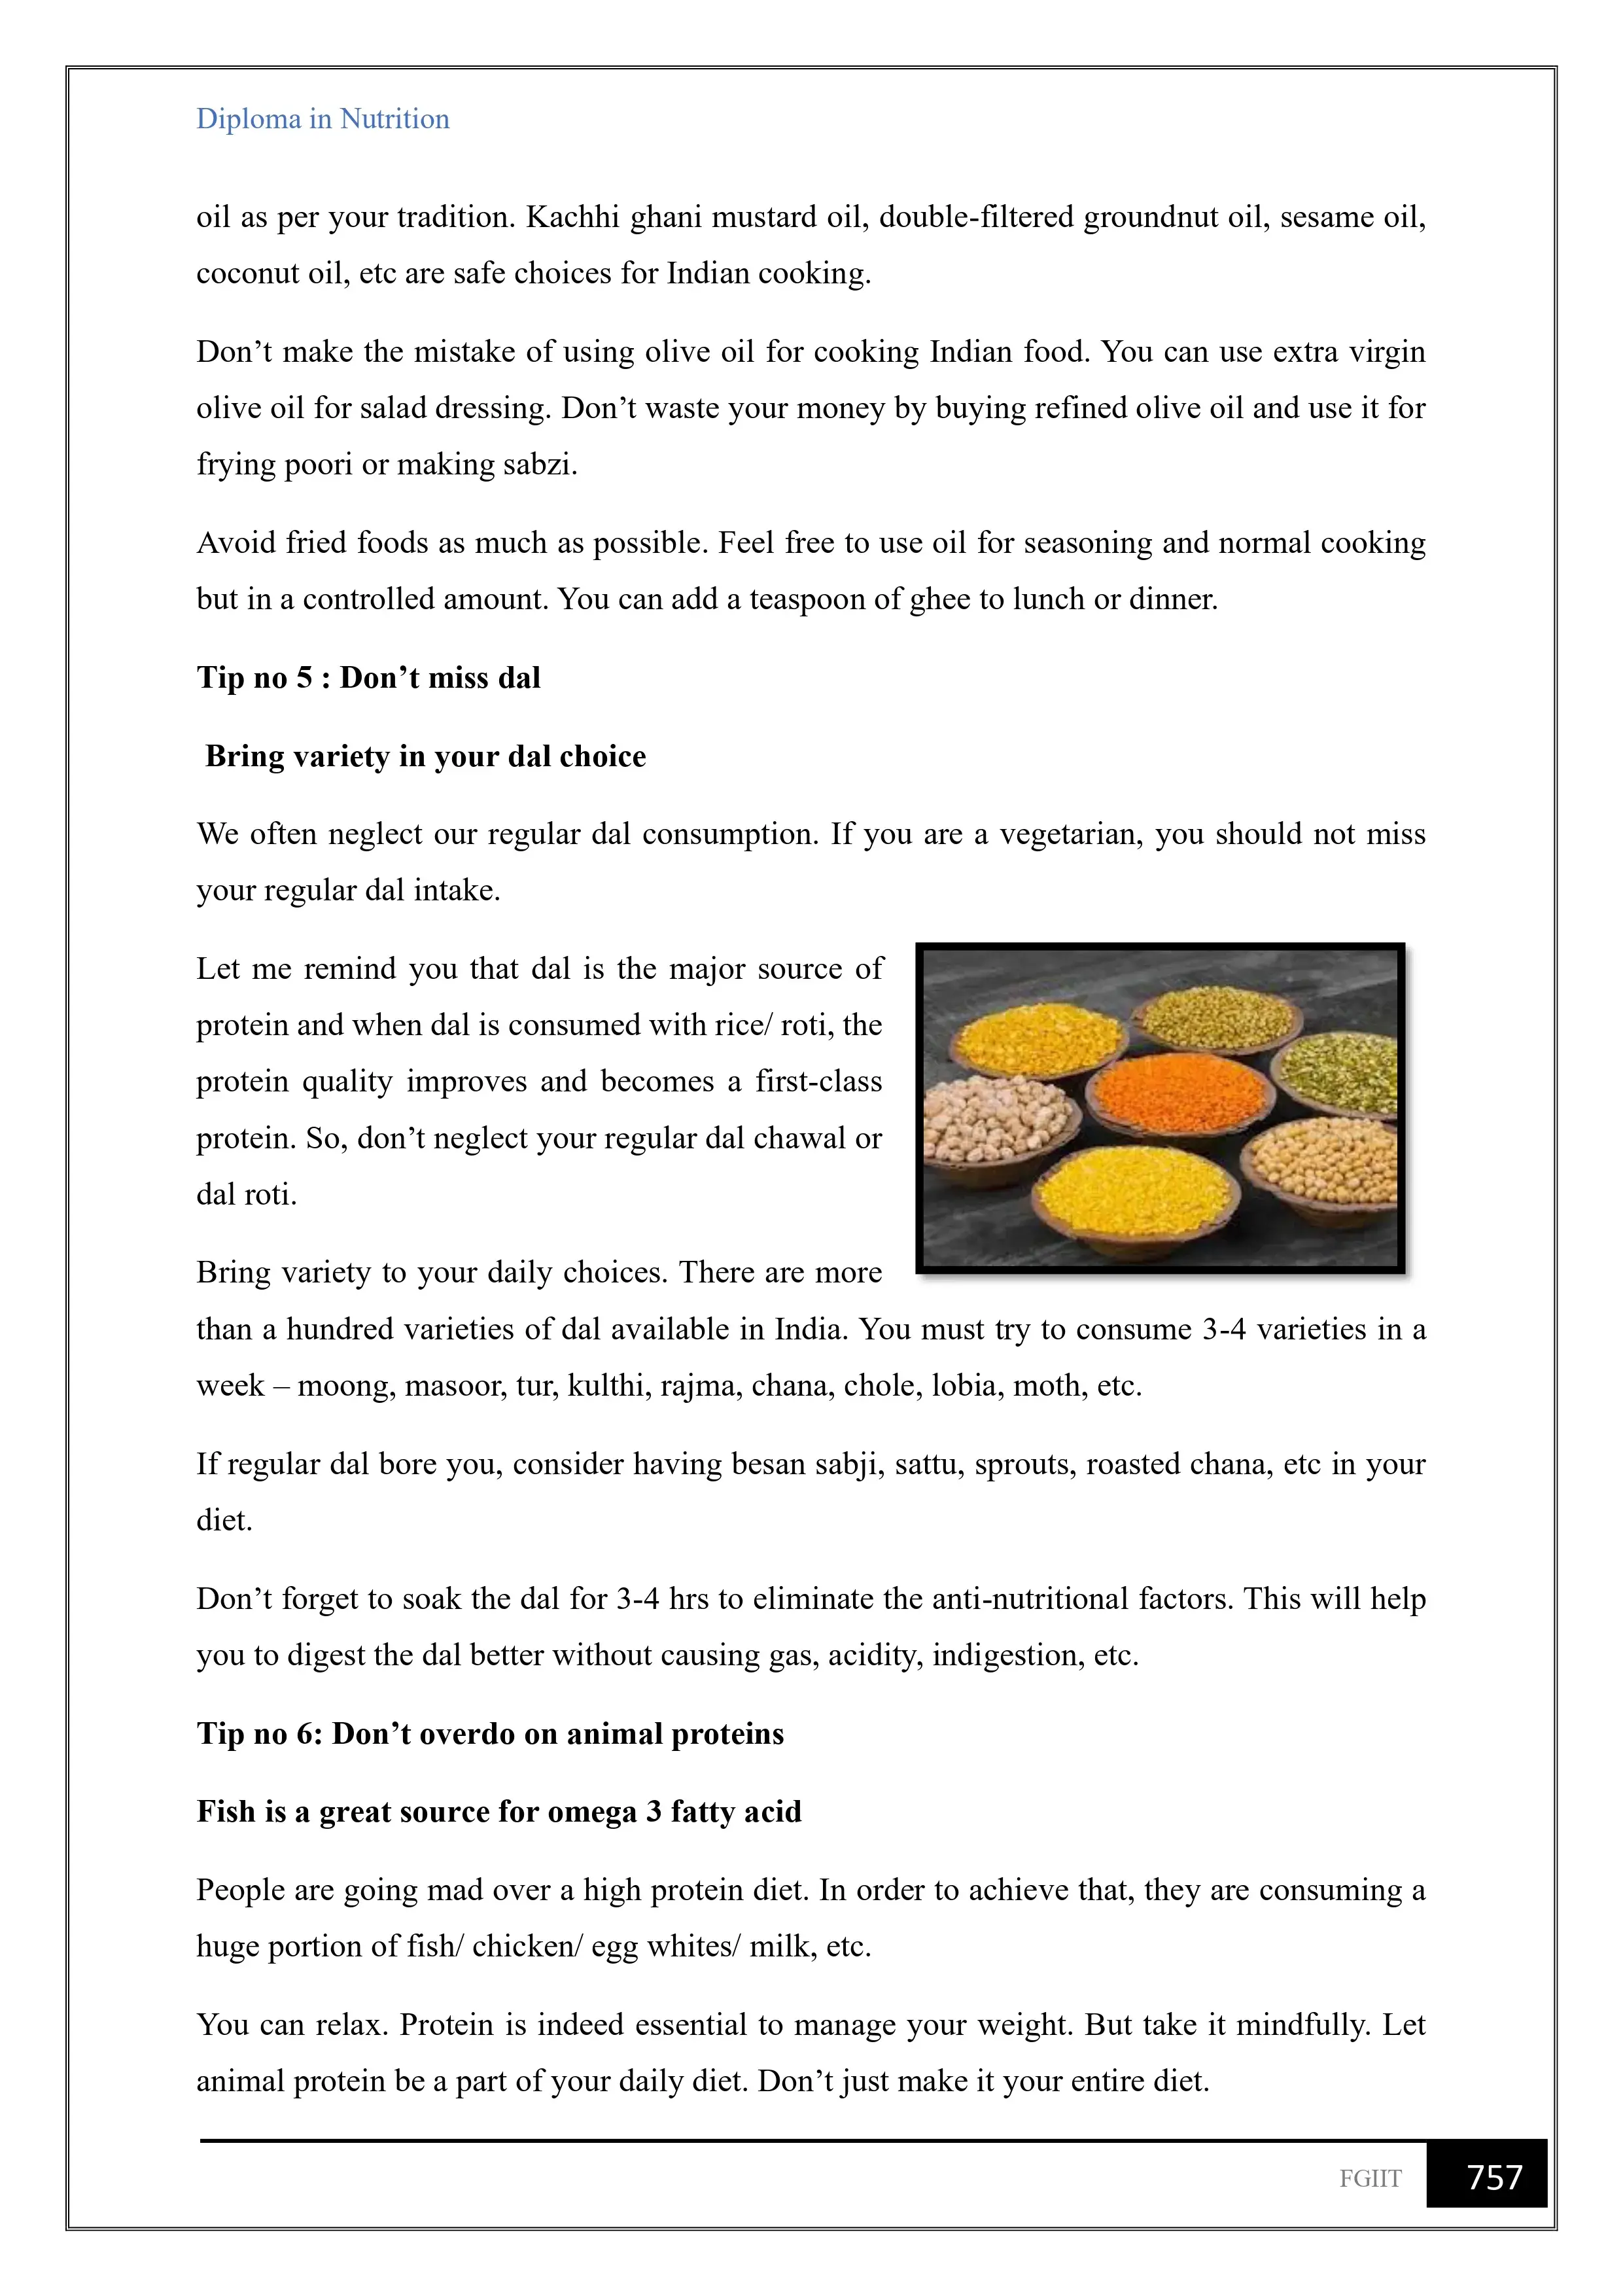 Diploma in Nutrition
oil as per your tradition. Kachhi ghani mustard oil, double-filtered groundnut oil, sesame oil,
coconut oil, etc are safe choices for Indian cooking.
Don’t make the mistake of using olive oil for cooking Indian food. You can use extra virgin
olive oil for salad dressing. Don’t waste your money by buying refined olive oil and use it for
frying poori or making sabzi.
Avoid fried foods as much as possible. Feel free to use oil for seasoning and normal cooking
but in a controlled amount. You can add a teaspoon of ghee to lunch or dinner.
Tip no 5 : Don’t miss dal
Bring variety in your dal choice
We often neglect our regular dal consumption. If you are a vegetarian, you should not miss
your regular dal intake.
Let me remind you that dal is the major source of
protein and when dal is consumed with rice/ roti, the
protein quality improves and becomes a first-class
protein. So, don’t neglect your regular dal chawal or
dal roti.
Bring variety to your daily choices. There are more
than a hundred varieties of dal available in India. You must try to consume 3-4 varieties in a
week – moong, masoor, tur, kulthi, rajma, chana, chole, lobia, moth, etc.
If regular dal bore you, consider having besan sabji, sattu, sprouts, roasted chana, etc in your
diet.
Don’t forget to soak the dal for 3-4 hrs to eliminate the anti-nutritional factors. This will help
you to digest the dal better without causing gas, acidity, indigestion, etc.
Tip no 6: Don’t overdo on animal proteins
Fish is a great source for omega 3 fatty acid
People are going mad over a high protein diet. In order to achieve that, they are consuming a
huge portion of fish/ chicken/ egg whites/ milk, etc.
You can relax. Protein is indeed essential to manage your weight. But take it mindfully. Let
animal protein be a part of your daily diet. Don’t just make it your entire diet.
FGIIT 757